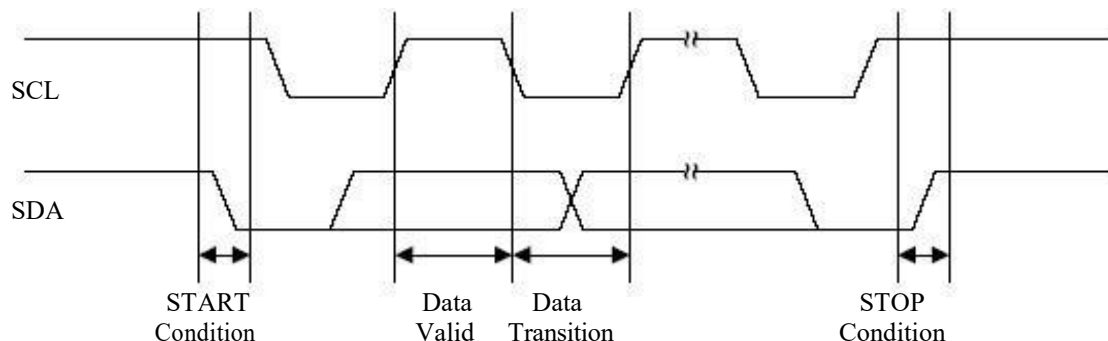 SCL
SDA
START Condition
Data Valid
Data Transition
STOP Condition